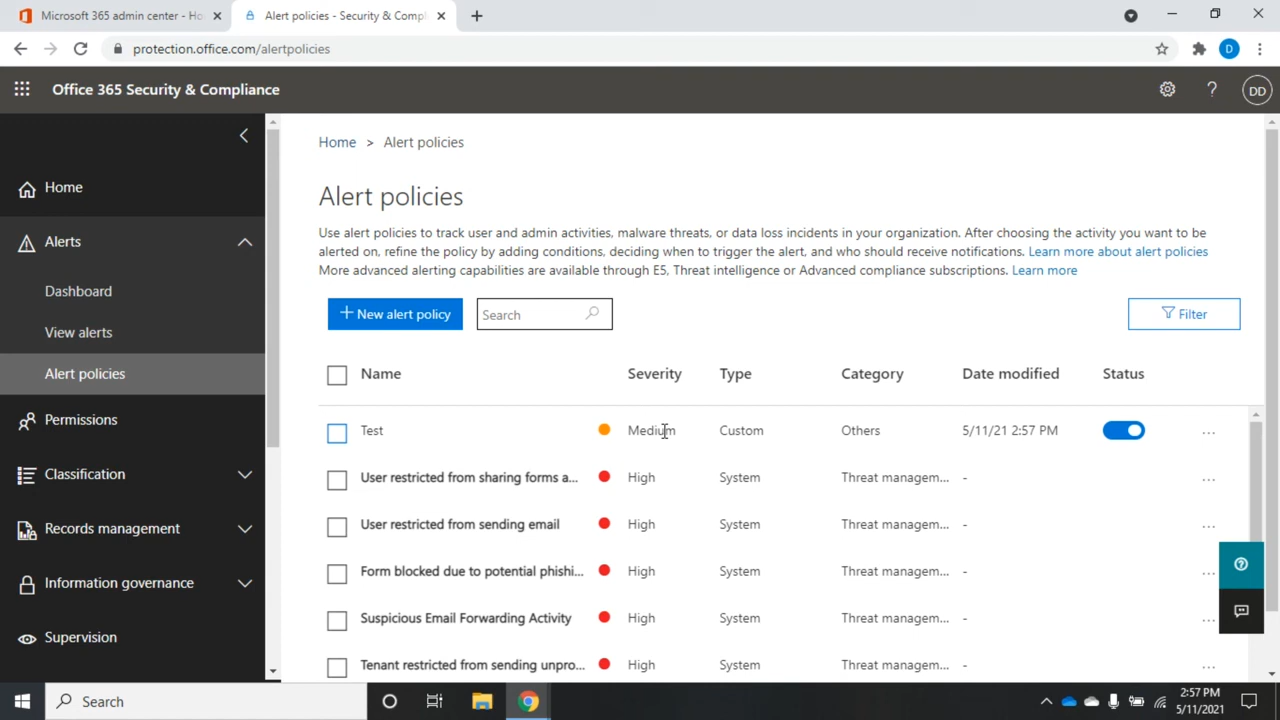 Microsoft 365 admin center - Ho
Alert policies - Security & Compl
protection.office.com/alertpolicies
D
Office 365 Security & Compliance
?
DD
Home
Alerts
Dashboard
View alerts
Alert policies
Permissions
Classification
Records management
Information governance
Supervision
Home > Alert policies
Alert policies
Use alert policies to track user and admin activities, malware threats, or data loss incidents in your organization. After choosing the activity you want to be
alerted on, refine the policy by adding conditions, deciding when to trigger the alert, and who should receive notifications. Learn more about alert policies
More advanced alerting capabilities are available through E5, Threat intelligence or Advanced compliance subscriptions. Learn more
+ New alert policy
Search
Filter
Name Severity Type Category Date modified Status
Test Medium Custom Others 5/11/21 2:57 PM ...
User restricted from sharing forms a... High System Threat managem... - ...
User restricted from sending email High System Threat managem... - ...
Form blocked due to potential phishi... High System Threat managem... - ...
Suspicious Email Forwarding Activity High System Threat managem... - ...
Tenant restricted from sending unpro... High System Threat managem... - ...
Search
2:57 PM
5/11/2021